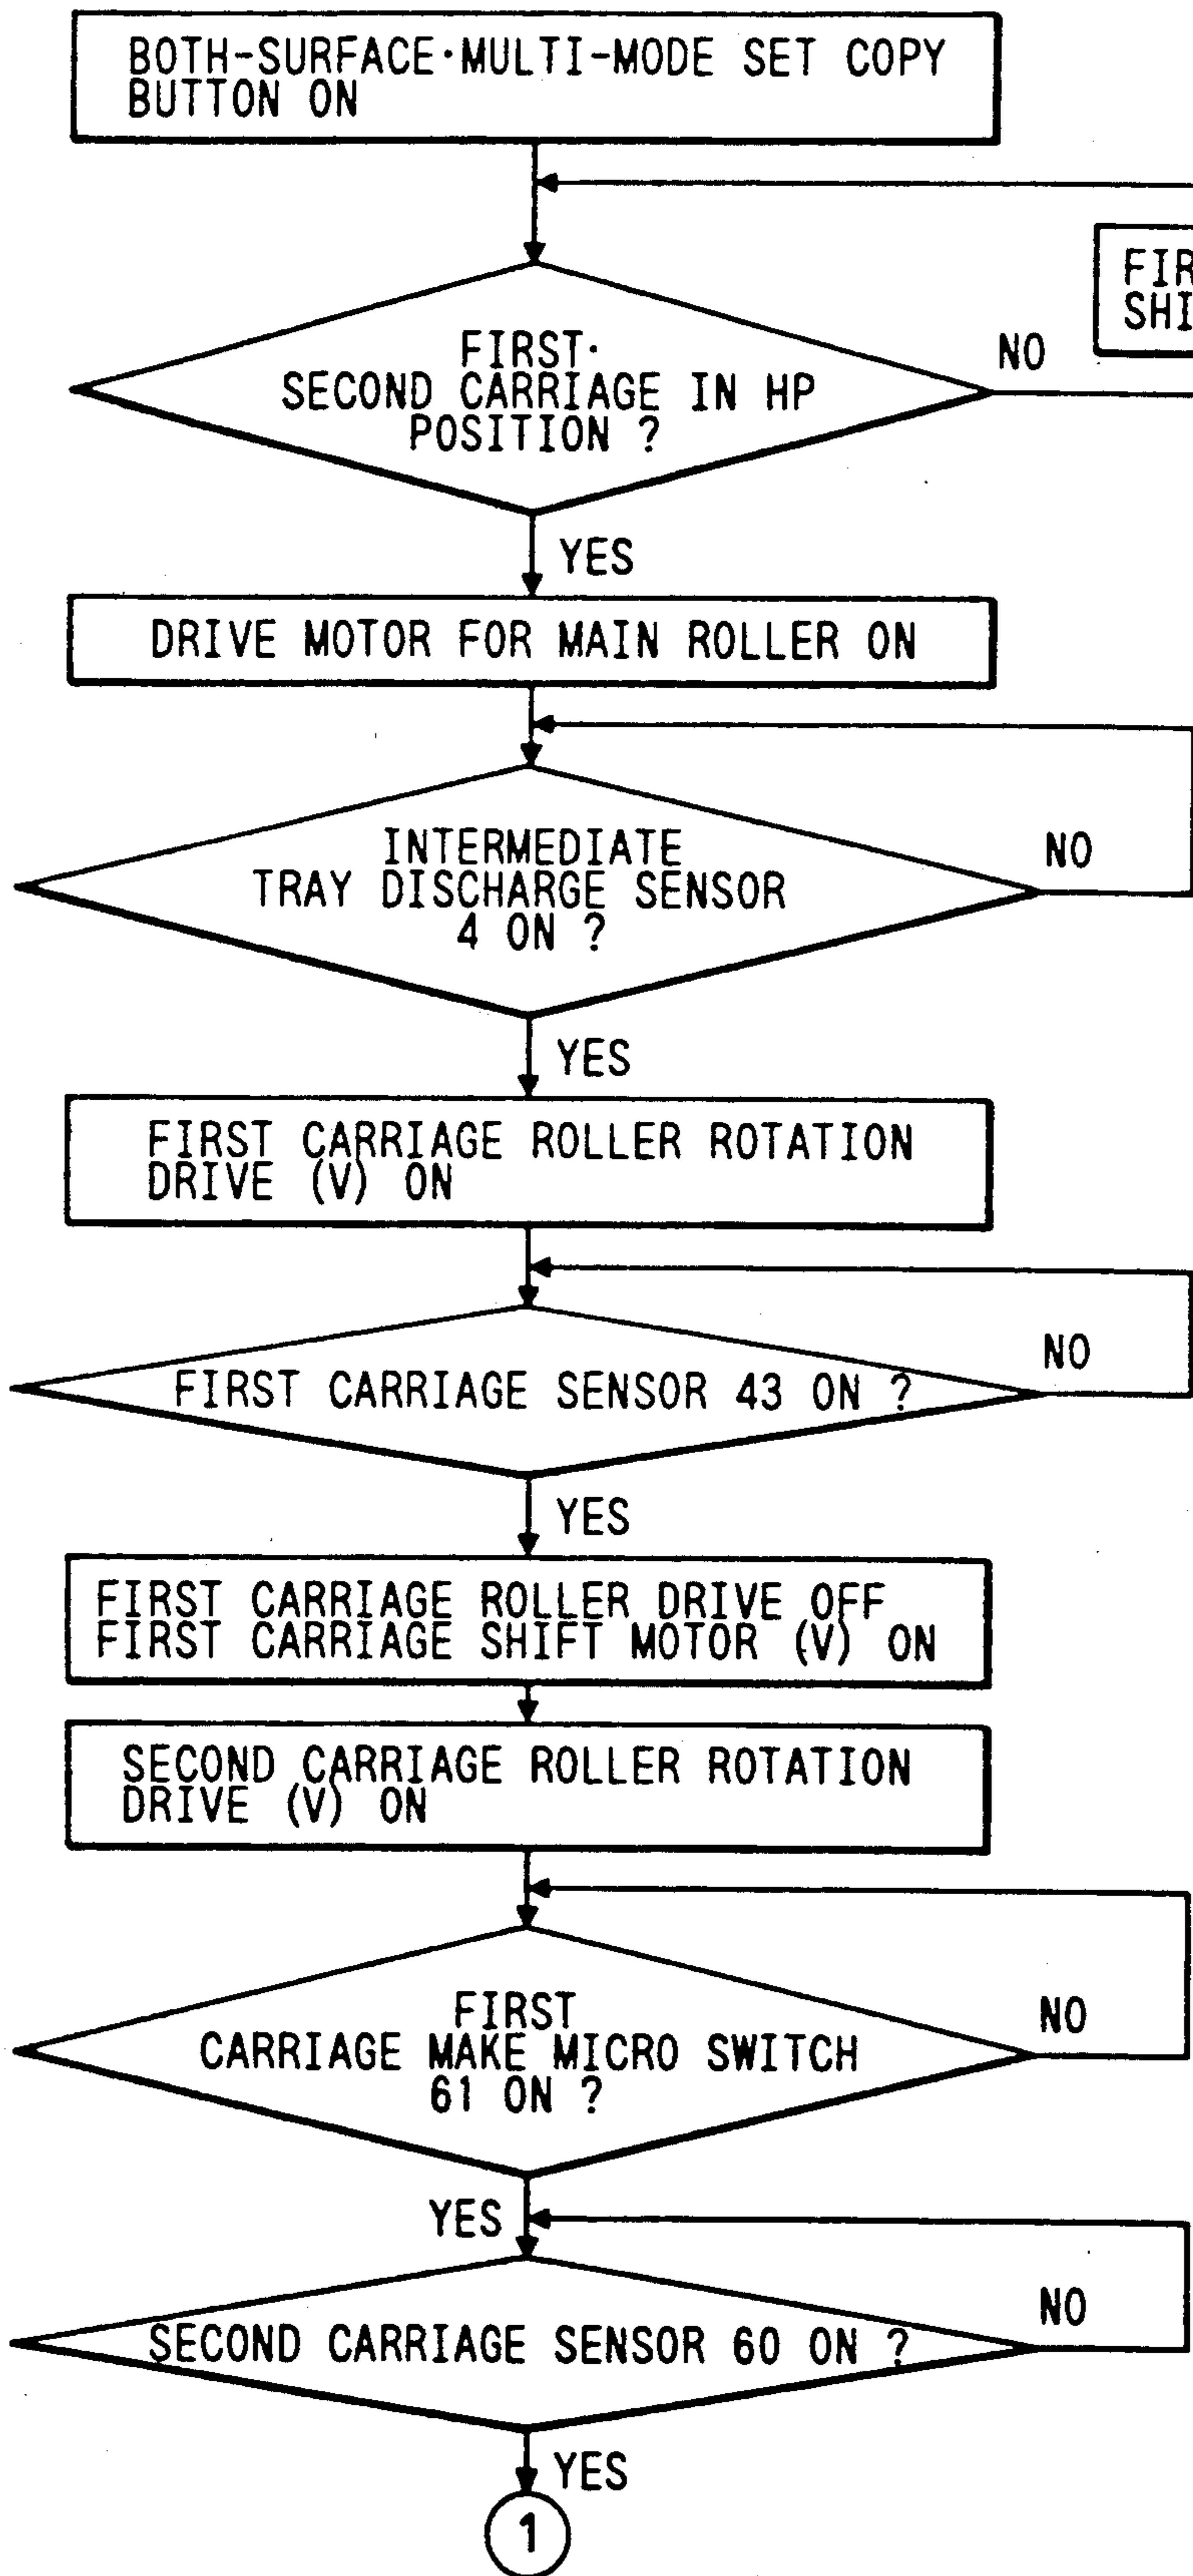 BOTH-SURFACE·MULTI-MODE SET COPY
BUTTON ON
FIRST·
SECOND CARRIAGE IN HP
POSITION ?
NO
YES
DRIVE MOTOR FOR MAIN ROLLER ON
INTERMEDIATE
TRAY DISCHARGE SENSOR
4 ON ?
NO
YES
FIRST CARRIAGE ROLLER ROTATION
DRIVE (V) ON
FIRST CARRIAGE SENSOR 43 ON ?
NO
YES
FIRST CARRIAGE ROLLER DRIVE OFF
FIRST CARRIAGE SHIFT MOTOR (V) ON
SECOND CARRIAGE ROLLER ROTATION
DRIVE (V) ON
FIRST
CARRIAGE MAKE MICRO SWITCH
61 ON ?
NO
YES
SECOND CARRIAGE SENSOR 60 ON ?
NO
YES
1